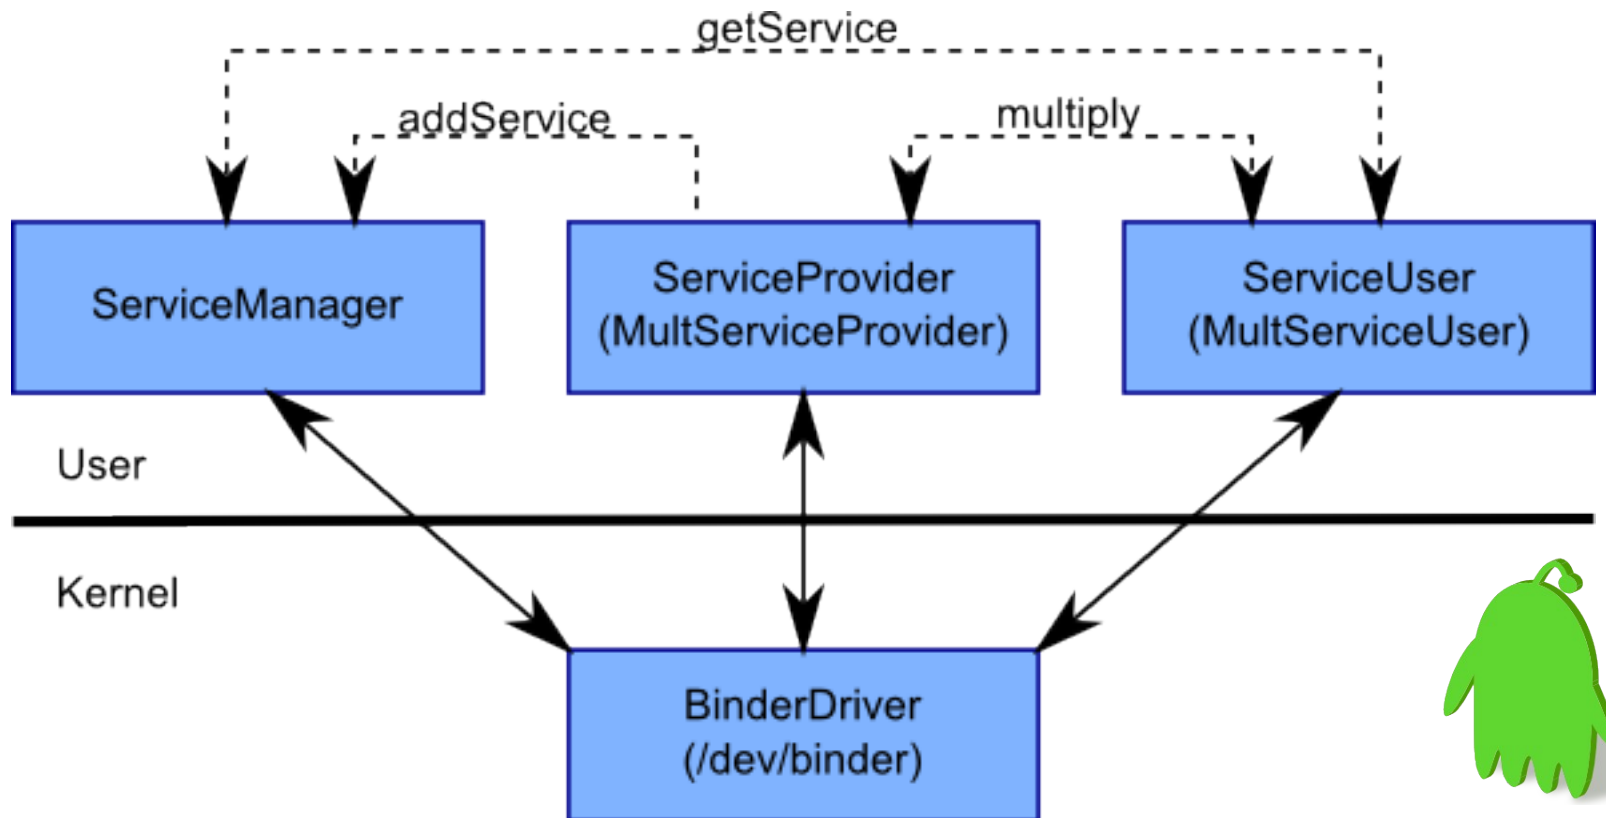 getService
addService
multiply
ServiceManager
ServiceProvider
(MultServiceProvider)
ServiceUser
(MultServiceUser)
User
Kernel
BinderDriver
(/dev/binder)